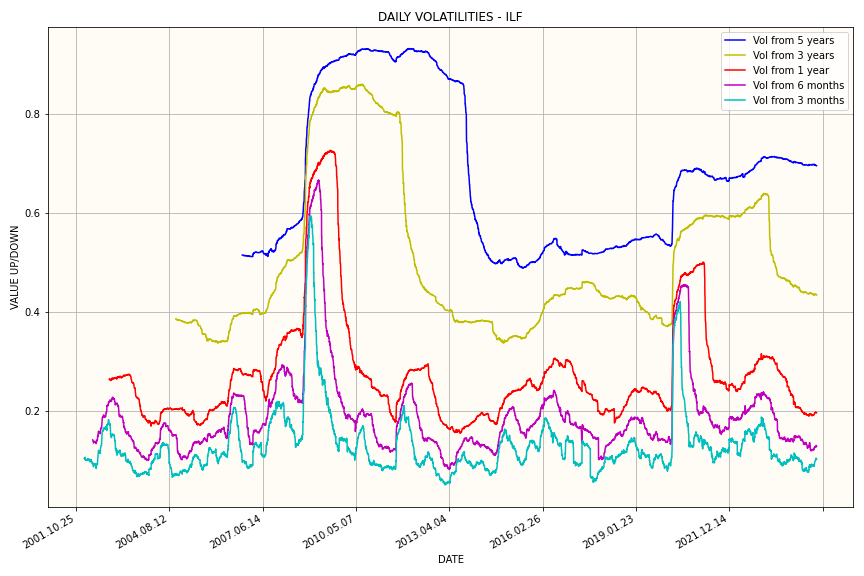 DAILY VOLATILITIES - ILF
Vol from 5 years
Vol from 3 years
Vol from 1 year
Vol from 6 months
Vol from 3 months
VALUE UP/DOWN
0.8
0.6
0.4
0.2
2001.10.25
2004.08.12
2007.06.14
2010.05.07
2013.04.04
2016.02.26
2019.01.23
2021.12.14
DATE